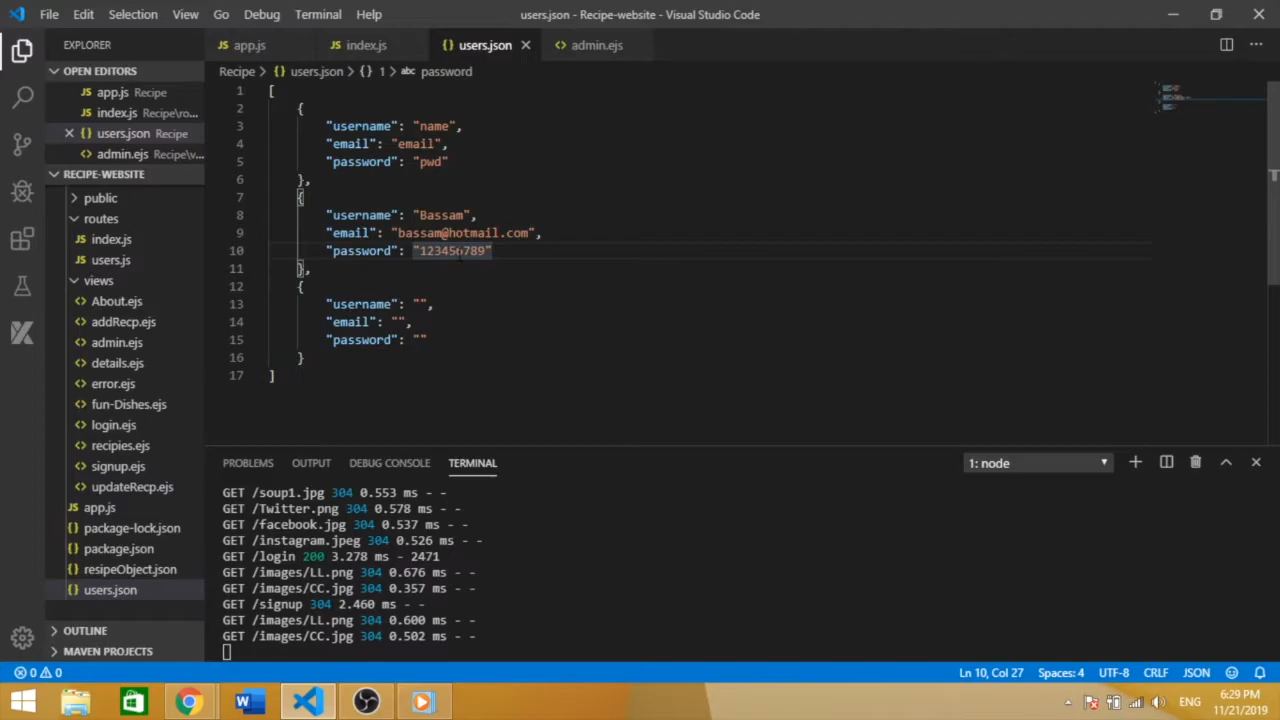 File Edit Selection View Go Debug Terminal Help users.json - Recipe-website - Visual Studio Code
EXPLORER
OPEN EDITORS
app.js Recipe
index.js Recipe\ro...
users.json Recipe
admin.ejs Recipe\v...
RECIPE-WEBSITE
public
routes
index.js
users.js
views
About.ejs
addRecp.ejs
admin.ejs
details.ejs
error.ejs
fun-Dishes.ejs
login.ejs
recipies.ejs
signup.ejs
updateRecp.ejs
app.js
package-lock.json
package.json
resipeObject.json
users.json
OUTLINE
MAVEN PROJECTS
app.js index.js {} users.json admin.ejs
Recipe > {} users.json > {} 1 > abc password
1 [
2 {
3 "username": "name",
4 "email": "email",
5 "password": "pwd"
6 },
7 {
8 "username": "Bassam",
9 "email": "bassam@hotmail.com",
10 "password": "123456789"
11 },
12 {
13 "username": "",
14 "email": "",
15 "password": ""
16 }
17 ]
PROBLEMS OUTPUT DEBUG CONSOLE TERMINAL 1: node
GET /soup1.jpg 304 0.553 ms - -
GET /Twitter.png 304 0.578 ms - -
GET /facebook.jpg 304 0.537 ms - -
GET /instagram.jpeg 304 0.526 ms - -
GET /login 200 3.278 ms - 2471
GET /images/LL.png 304 0.676 ms - -
GET /images/CC.jpg 304 0.357 ms - -
GET /signup 304 2.460 ms - -
GET /images/LL.png 304 0.600 ms - -
GET /images/CC.jpg 304 0.502 ms - -
0 0 Ln 10, Col 27 Spaces: 4 UTF-8 CRLF JSON
ENG 6:29 PM
11/21/2019